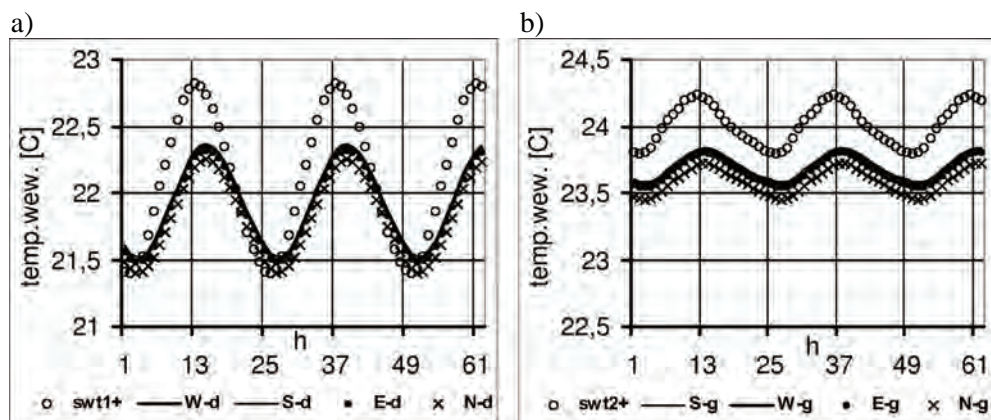 a)
23
22,5
22
21,5
21
temp.wew. [C]
1 13 25 37 49 61
h
swt1+ W-d S-d E-d N-d
b)
24,5
24
23,5
23
22,5
temp.wew. [C]
1 13 25 37 49 61
h
swt2+ S-g W-g E-g N-g